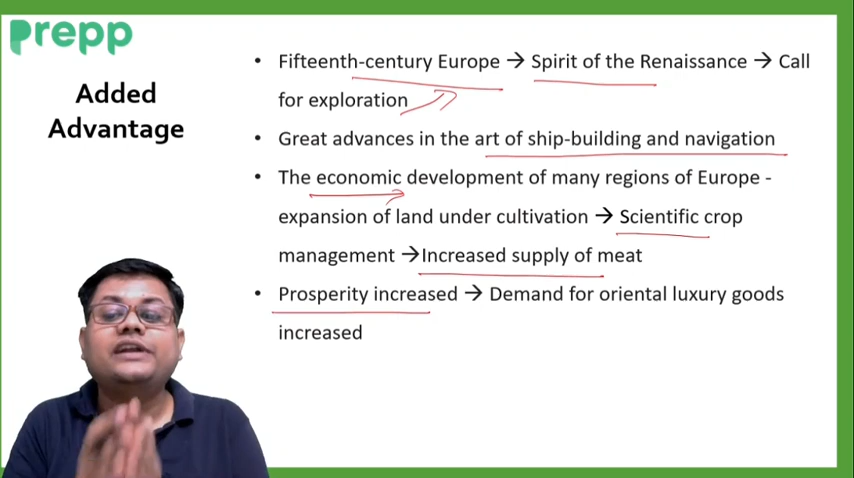 Prepp
Added
Advantage
• Fifteenth-century Europe → Spirit of the Renaissance → Call
for exploration
• Great advances in the art of ship-building and navigation
• The economic development of many regions of Europe -
expansion of land under cultivation → Scientific crop
management →Increased supply of meat
• Prosperity increased → Demand for oriental luxury goods
increased